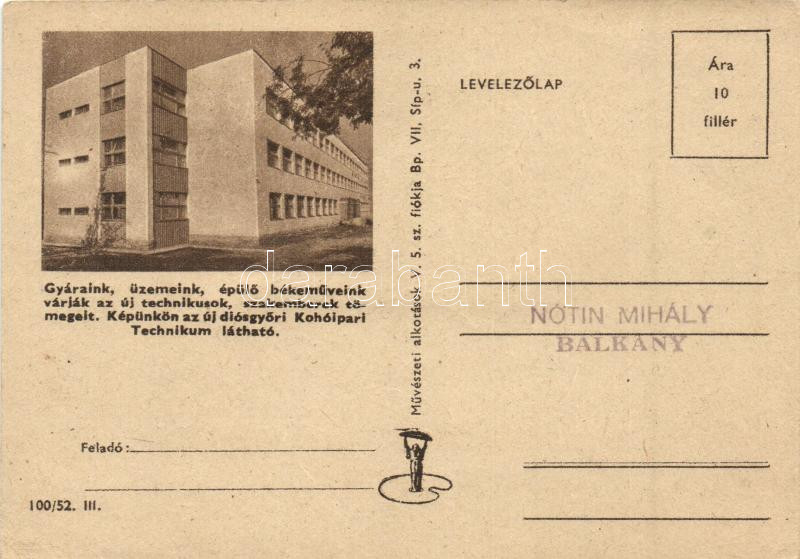 Gyáraink, üzemeink, épülő békeműveink
várják az új technikusok, szakemberek tö-
megeit. Képünkön az új diósgyőri Kohóipari
Technikum látható.
Feladó:
100/52. III.
Művészeti alkotások V. 5. sz. fiókja Bp. VII, Síp-u. 3.
LEVELEZŐLAP
Ára
10
fillér
darabanth
NÓTIN MIHÁLY
BALKÁNY